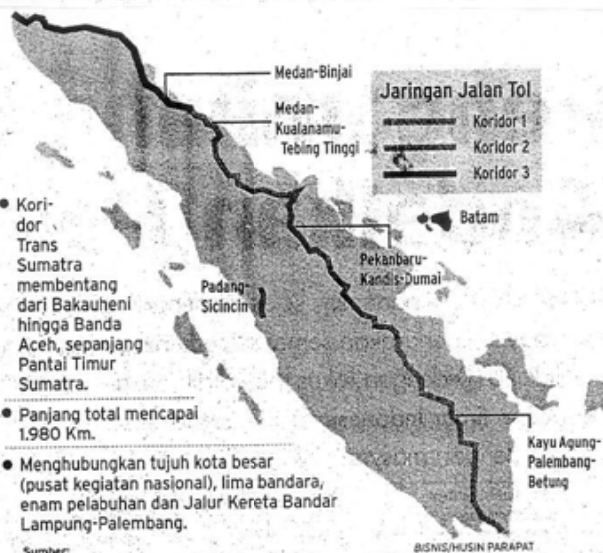 Medan-Binjai
Medan-
Kualanamu-
Tebing Tinggi
Jaringan Jalan Tol
Koridor 1
Koridor 2
Koridor 3
Batam
Pekanbaru-
Kandis-Dumai
Padang-
Sicincin
Kayu Agung-
Palembang-
Betung
• Kori-
dor
Trans
Sumatra
membentang
dari Bakauheni
hingga Banda
Aceh, sepanjang
Pantai Timur
Sumatra.
• Panjang total mencapai
1.980 Km.
• Menghubungkan tujuh kota besar
(pusat kegiatan nasional), lima bandara,
enam pelabuhan dan Jalur Kereta Bandar
Lampung-Palembang.
Sumber:
BISNIS/HUSIN PARAPAT